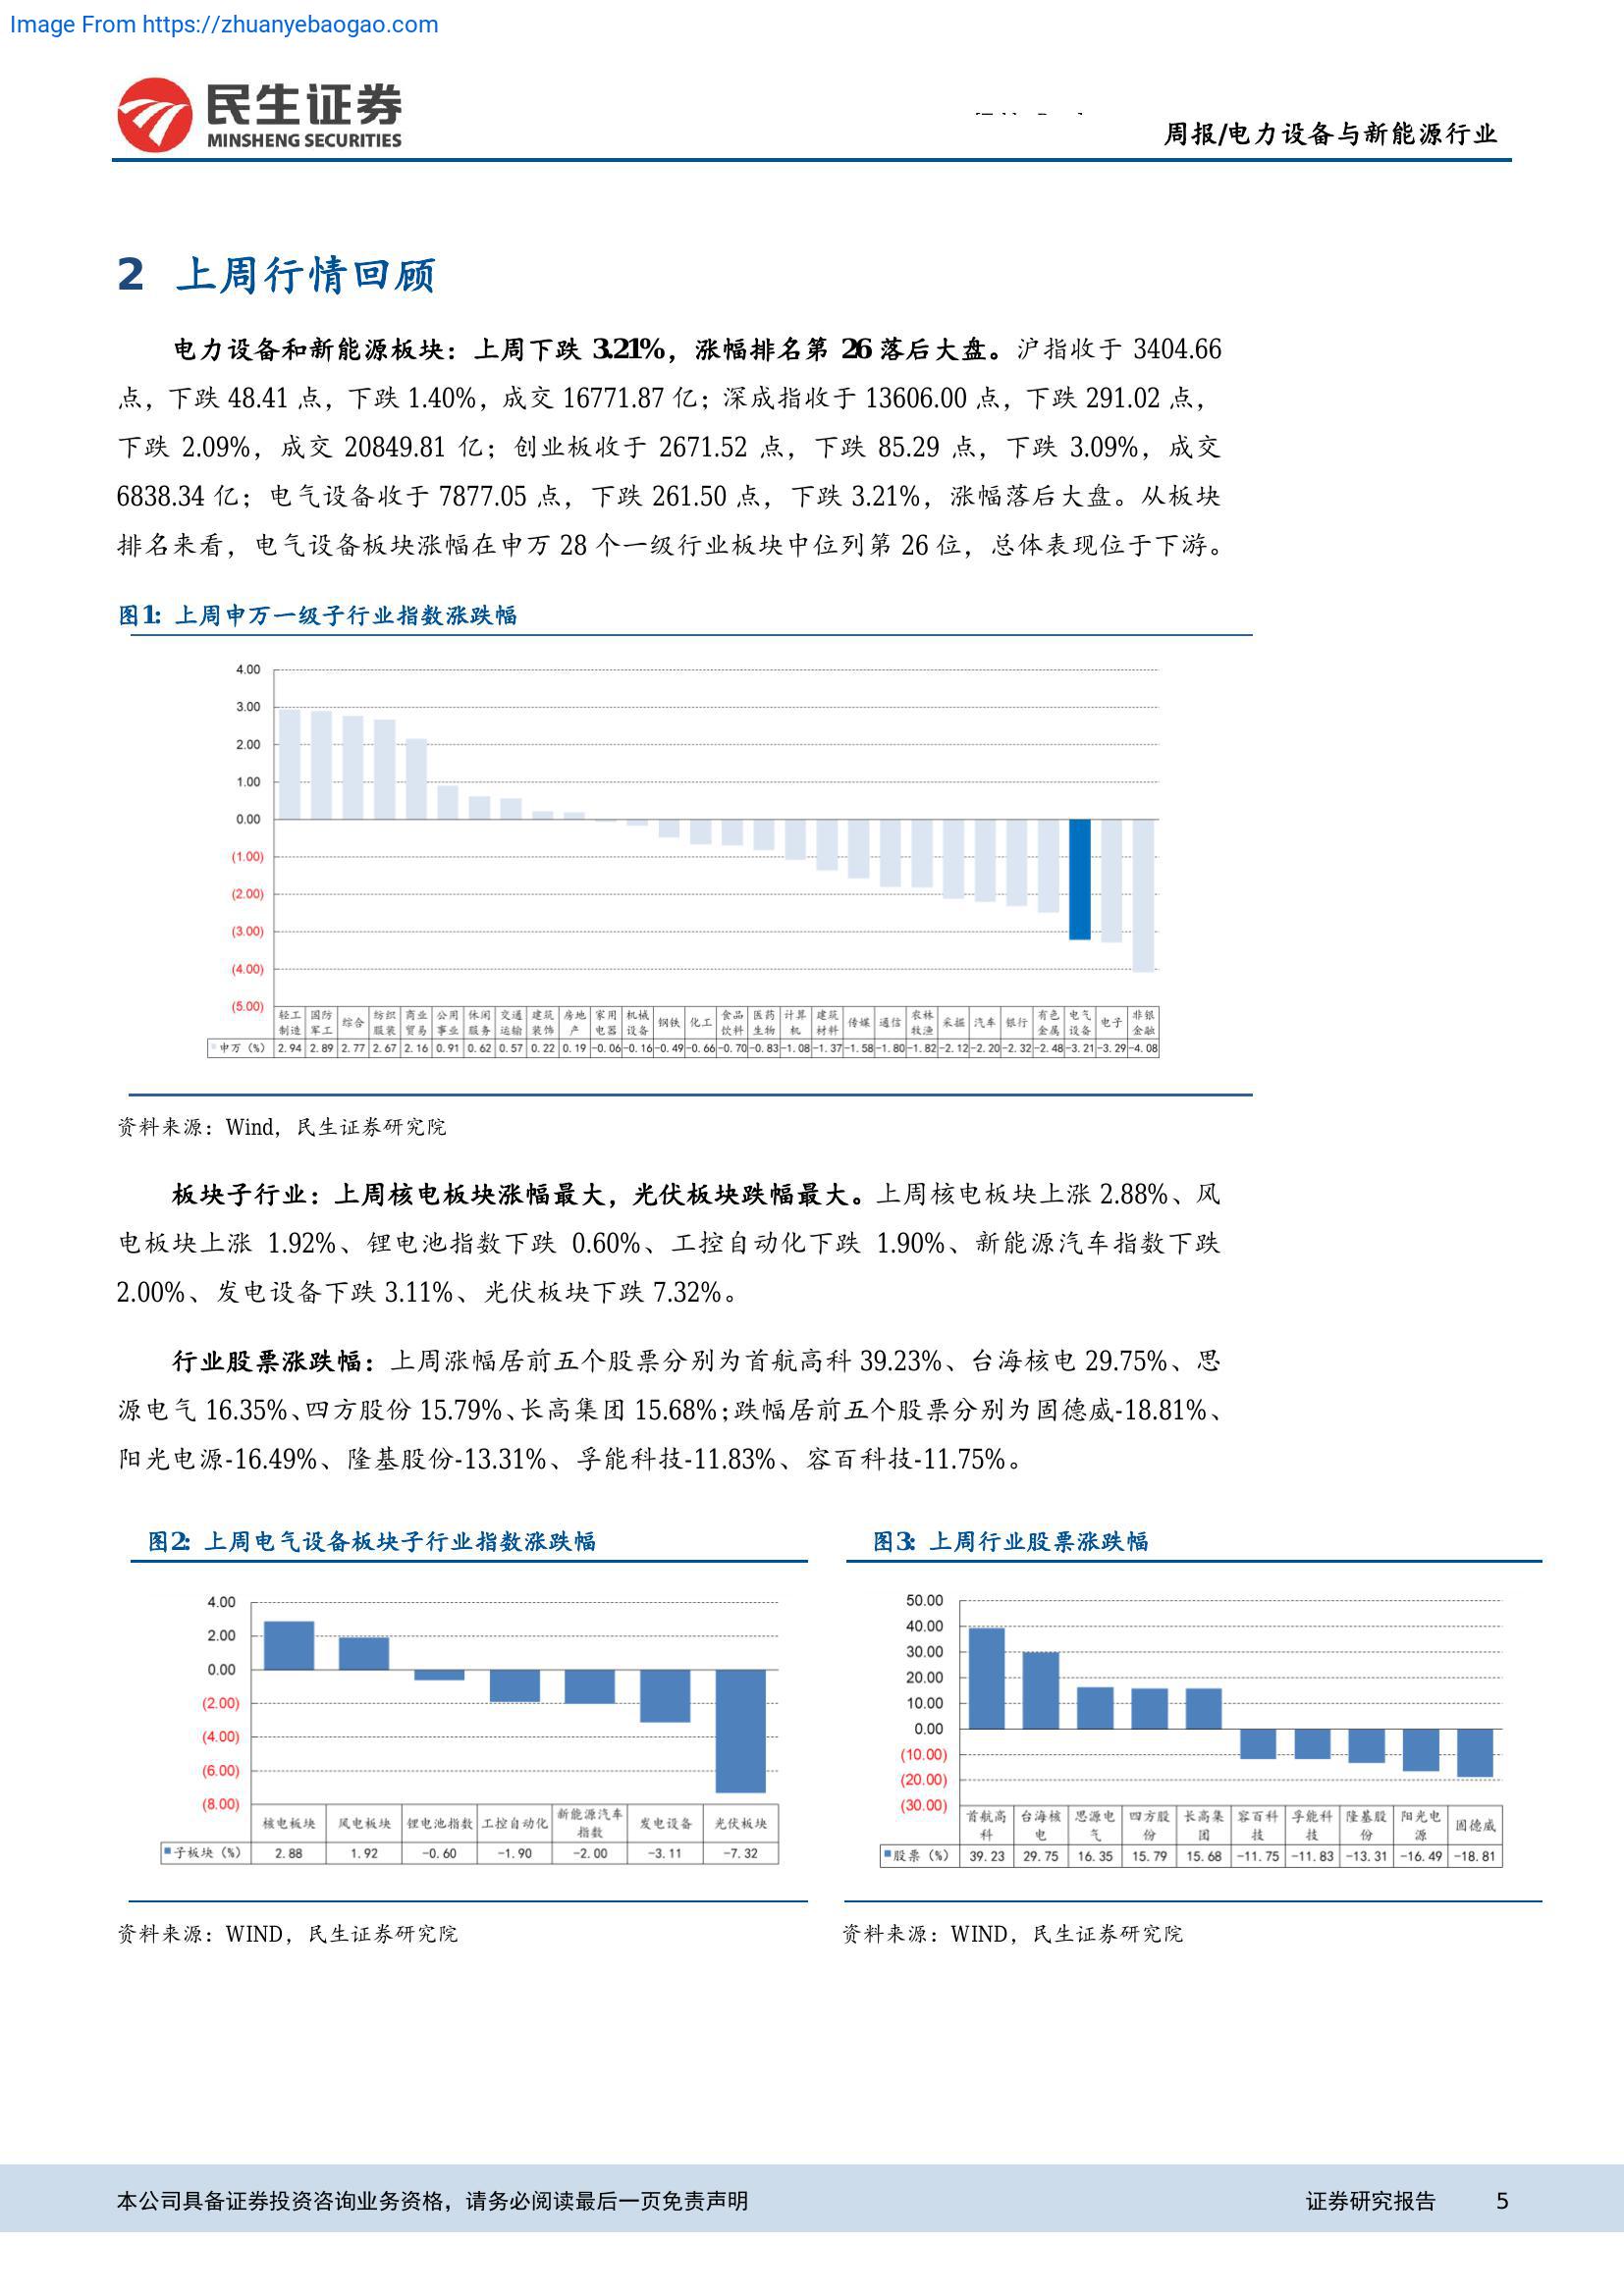 Image From https://zhuanyebaogao.com
民生证券
MINSHENG SECURITIES
周报/电力设备与新能源行业
2 上周行情回顾
电力设备和新能源板块：上周下跌 3.21%，涨幅排名第 26 落后大盘。沪指收于 3404.66
点，下跌 48.41 点，下跌 1.40%，成交 16771.87 亿；深成指收于 13606.00 点，下跌 291.02 点，
下跌 2.09%，成交 20849.81 亿；创业板收于 2671.52 点，下跌 85.29 点，下跌 3.09%，成交
6838.34 亿；电气设备收于 7877.05 点，下跌 261.50 点，下跌 3.21%，涨幅落后大盘。从板块
排名来看，电气设备板块涨幅在申万 28 个一级行业板块中位列第 26 位，总体表现位于下游。
图1：上周申万一级子行业指数涨跌幅
4.00
3.00
2.00
1.00
0.00
(1.00)
(2.00)
(3.00)
(4.00)
(5.00)
轻工制造 国防军工 综合 纺织服装 商业贸易 公用事业 休闲服务 交通运输 建筑装饰 房地产 家用电器 机械设备 钢铁 化工 食品饮料 医药生物 计算机 建筑材料 传媒 通信 农林牧渔 采掘 汽车 银行 有色金属 电气设备 电子 非银金融
申万（%） 2.94 2.89 2.77 2.67 2.16 0.91 0.62 0.57 0.22 0.19 -0.06 -0.16 -0.49 -0.66 -0.70 -0.83 -1.08 -1.37 -1.58 -1.80 -1.82 -2.12 -2.20 -2.32 -2.48 -3.21 -3.29 -4.08
资料来源：Wind，民生证券研究院
板块子行业：上周核电板块涨幅最大，光伏板块跌幅最大。上周核电板块上涨 2.88%、风
电板块上涨 1.92%、锂电池指数下跌 0.60%、工控自动化下跌 1.90%、新能源汽车指数下跌
2.00%、发电设备下跌 3.11%、光伏板块下跌 7.32%。
行业股票涨跌幅：上周涨幅居前五个股票分别为首航高科 39.23%、台海核电 29.75%、思
源电气 16.35%、四方股份 15.79%、长高集团 15.68%；跌幅居前五个股票分别为固德威-18.81%、
阳光电源-16.49%、隆基股份-13.31%、孚能科技-11.83%、容百科技-11.75%。
图2：上周电气设备板块子行业指数涨跌幅
4.00
2.00
0.00
(2.00)
(4.00)
(6.00)
(8.00)
核电板块 风电板块 锂电池指数 工控自动化 新能源汽车指数 发电设备 光伏板块
子板块（%） 2.88 1.92 -0.60 -1.90 -2.00 -3.11 -7.32
资料来源：WIND，民生证券研究院
图3：上周行业股票涨跌幅
50.00
40.00
30.00
20.00
10.00
0.00
(10.00)
(20.00)
(30.00)
首航高科 台海核电 思源电气 四方股份 长高集团 容百科技 孚能科技 隆基股份 阳光电源 固德威
股票（%） 39.23 29.75 16.35 15.79 15.68 -11.75 -11.83 -13.31 -16.49 -18.81
资料来源：WIND，民生证券研究院
本公司具备证券投资咨询业务资格，请务必阅读最后一页免责声明
证券研究报告 5